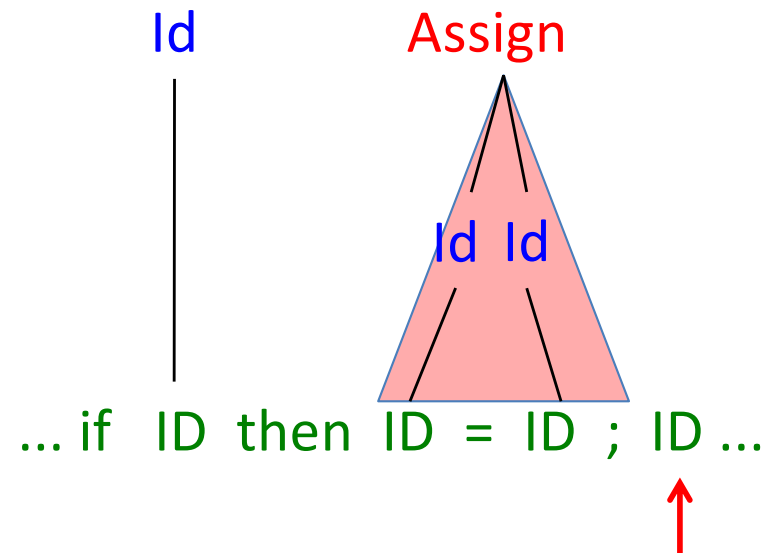 Id Assign
Id Id
... if ID then ID = ID ; ID ...